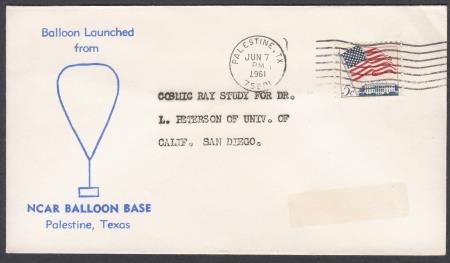 Balloon Launched
from
NCAR BALLOON BASE
Palestine, Texas
PALESTINE, TX
JUN 7
PM
1961
COSMIC RAY STUDY FOR DR.
L. PETERSON OF UNIV. OF
CALIF. SAN DIEGO.